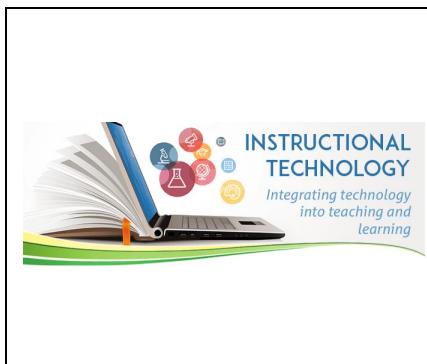 INSTRUCTIONAL
TECHNOLOGY
Integrating technology
into teaching and
learning